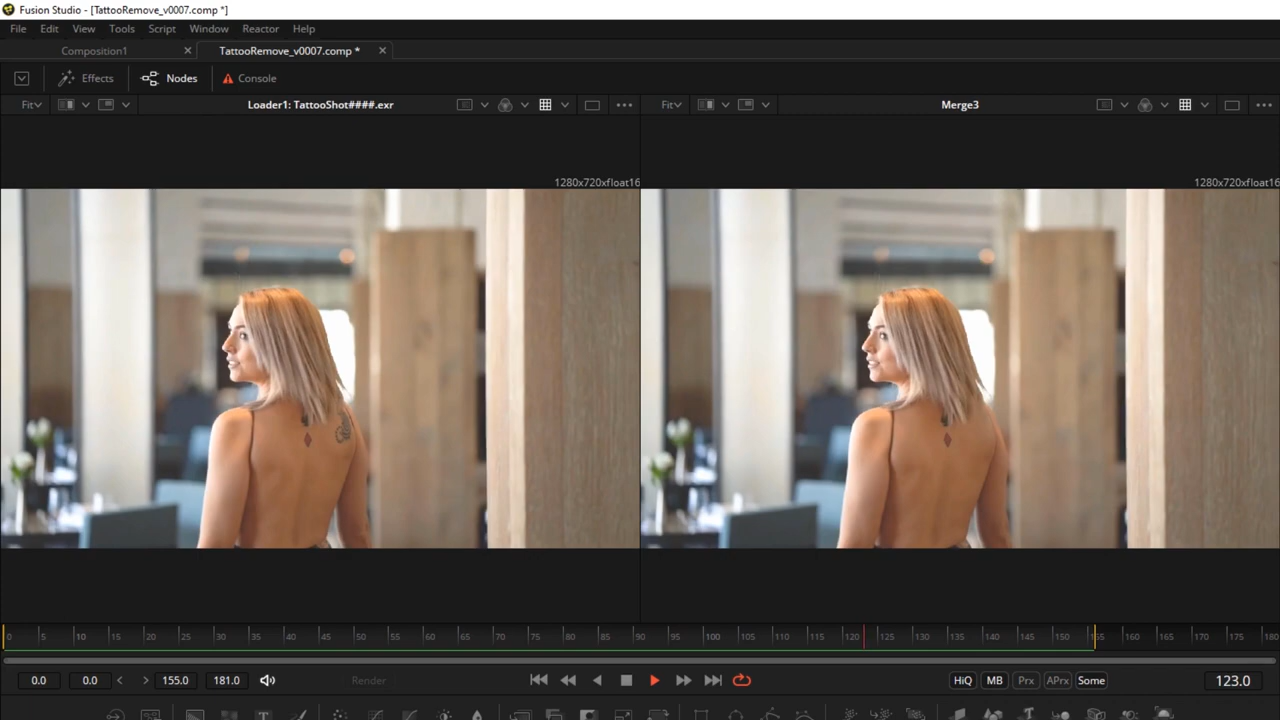 Fusion Studio - [TattooRemove_v0007.comp *]
File Edit View Tools Script Window Reactor Help
Composition1 TattooRemove_v0007.comp *
Effects Nodes Console
Fit Loader1: TattooShot####.exr Fit Merge3
1280x720xfloat16 1280x720xfloat16
0 5 10 15 20 25 30 35 40 45 50 55 60 65 70 75 80 85 90 95 100 105 110 115 120 125 130 135 140 145 150 155 160 165 170 175 180
0.0 0.0 155.0 181.0 Render HiQ MB Prx APrx Some 123.0